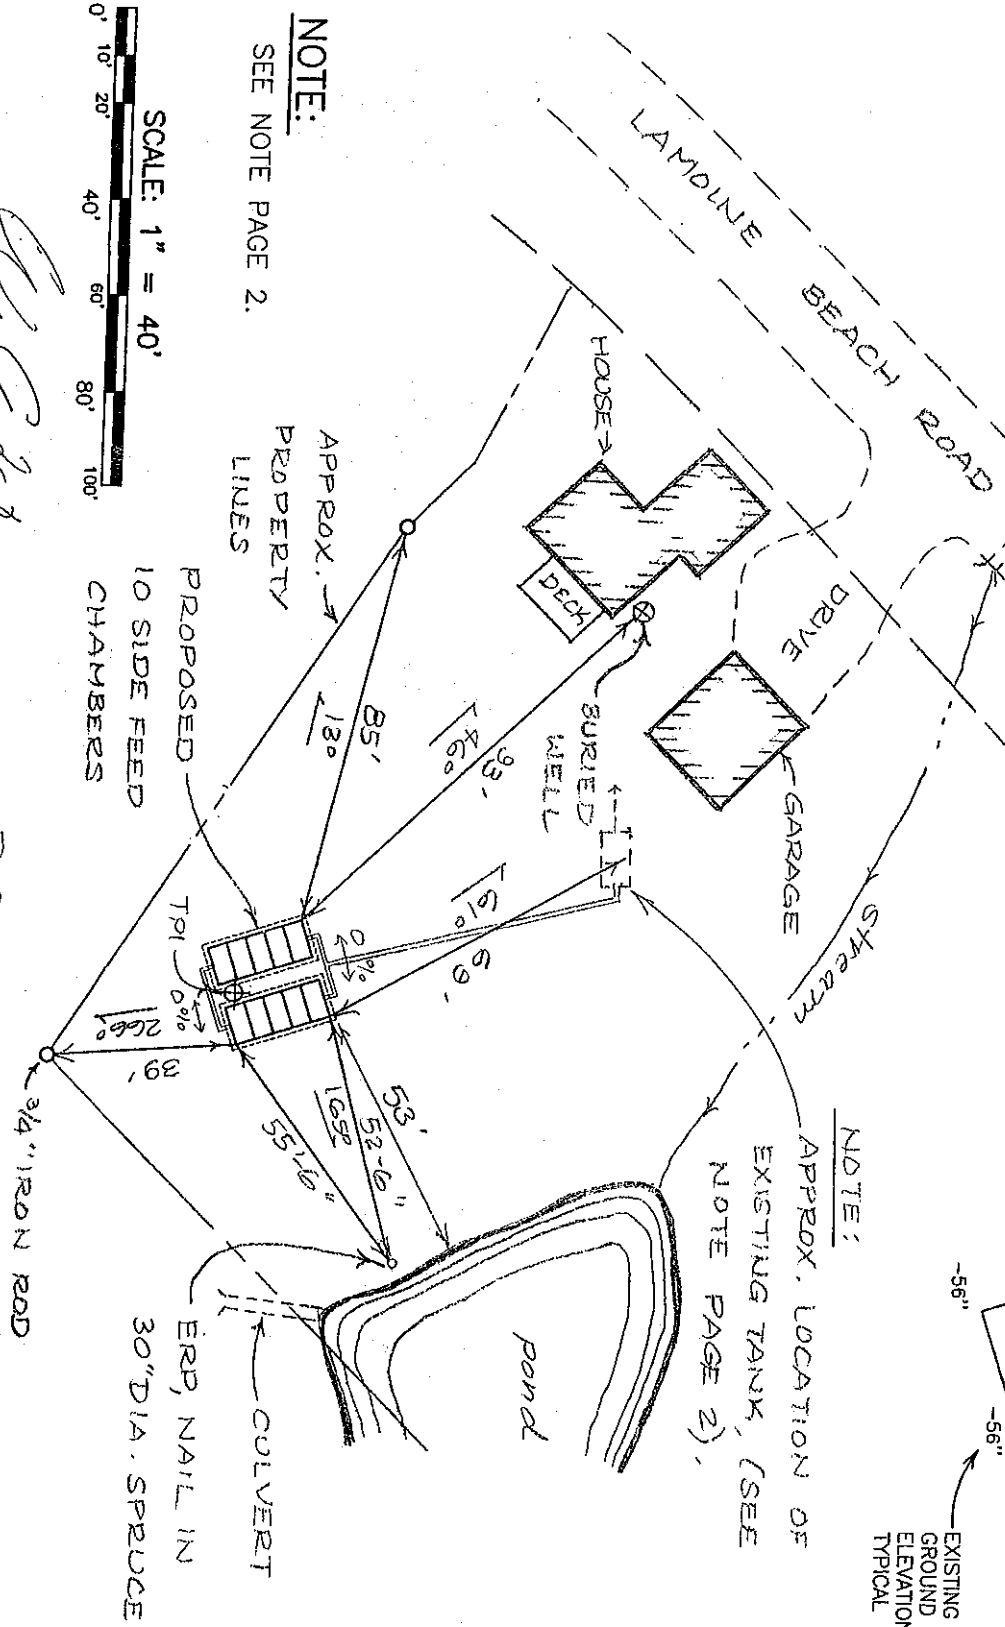 LAMOINE BEACH ROAD
NOTE:
SEE NOTE PAGE 2.
SCALE: 1" = 40'
0' 10' 20' 40' 60' 80' 100'
HOUSE
DECK
DRIVE
GARAGE
BURIED
WELL
Stream
APPROX.
PROPERTY
LINES
PROPOSED
10 SIDE FEED
CHAMBERS
85'
18°
93'
46°
61°
69'
0%
TP1
0%
266°
39'
53'
52'-6"
165°
55'-6"
3/4" IRON ROD
NOTE:
APPROX. LOCATION OF
EXISTING TANK, (SEE
NOTE PAGE 2).
Pond
CULVERT
ERP, NAIL IN
30" DIA. SPRUCE
-56"
-56"
EXISTING
GROUND
ELEVATION
TYPICAL